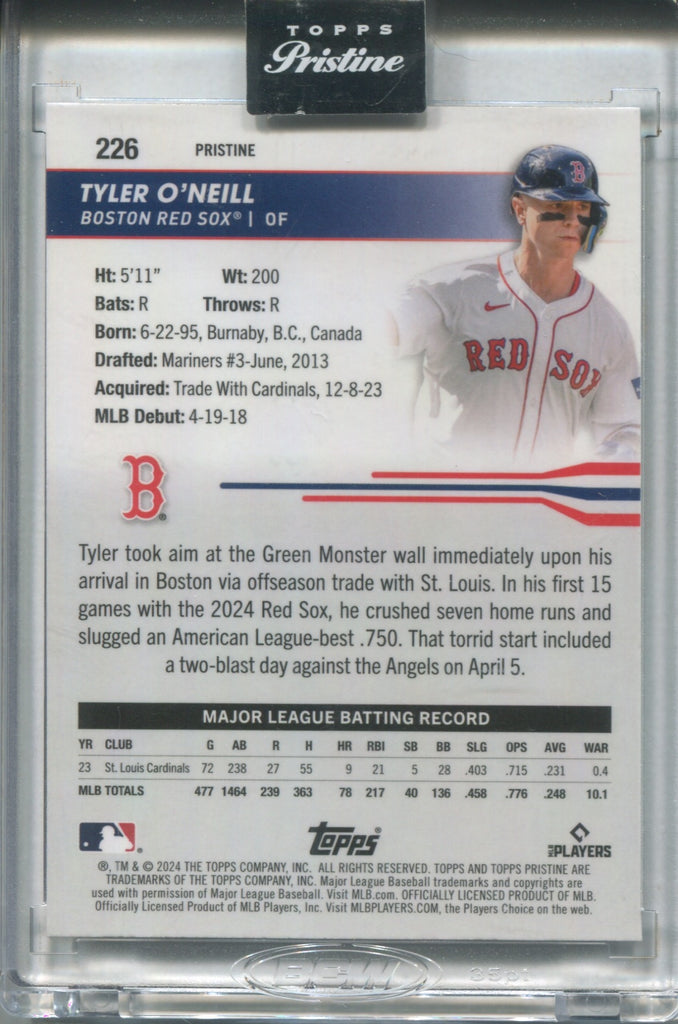 TOPPS
Pristine
226 PRISTINE
TYLER O'NEILL
BOSTON RED SOX® | OF
B
RED SOX
Ht: 5'11" Wt: 200
Bats: R Throws: R
Born: 6-22-95, Burnaby, B.C., Canada
Drafted: Mariners #3-June, 2013
Acquired: Trade With Cardinals, 12-8-23
MLB Debut: 4-19-18
B®
Tyler took aim at the Green Monster wall immediately upon his
arrival in Boston via offseason trade with St. Louis. In his first 15
games with the 2024 Red Sox, he crushed seven home runs and
slugged an American League-best .750. That torrid start included
a two-blast day against the Angels on April 5.
MAJOR LEAGUE BATTING RECORD
YR CLUB G AB R H HR RBI SB BB SLG OPS AVG WAR
23 St. Louis Cardinals 72 238 27 55 9 21 5 28 .403 .715 .231 0.4
MLB TOTALS 477 1464 239 363 78 217 40 136 .458 .776 .248 10.1
topps® MLB PLAYERS
®, TM & © 2024 THE TOPPS COMPANY, INC. ALL RIGHTS RESERVED. TOPPS AND TOPPS PRISTINE ARE
TRADEMARKS OF THE TOPPS COMPANY, INC. Major League Baseball trademarks and copyrights are
used with permission of Major League Baseball. Visit MLB.com. OFFICIALLY LICENSED PRODUCT OF MLB.
Officially Licensed Product of MLB Players, Inc. Visit MLBPLAYERS.COM, the Players Choice on the web.
BCW 35pt